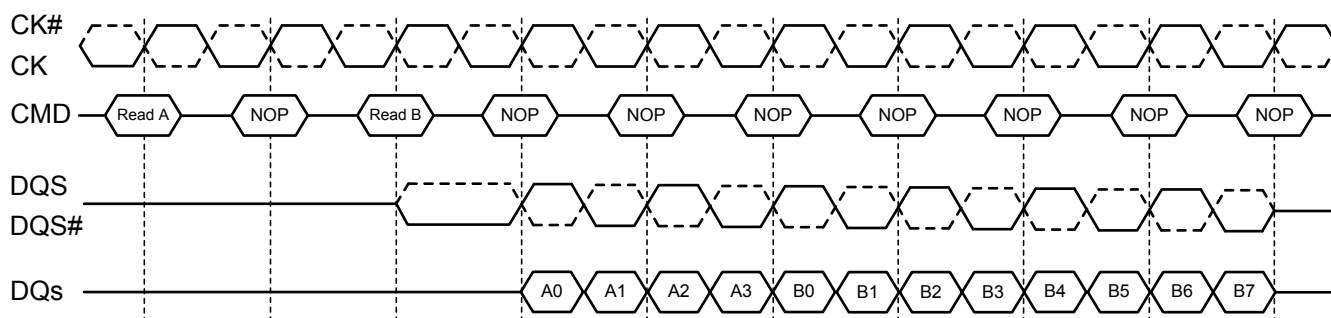 CK#
CK
CMD Read A NOP Read B NOP NOP NOP NOP NOP NOP NOP
DQS
DQS#
DQs A0 A1 A2 A3 B0 B1 B2 B3 B4 B5 B6 B7